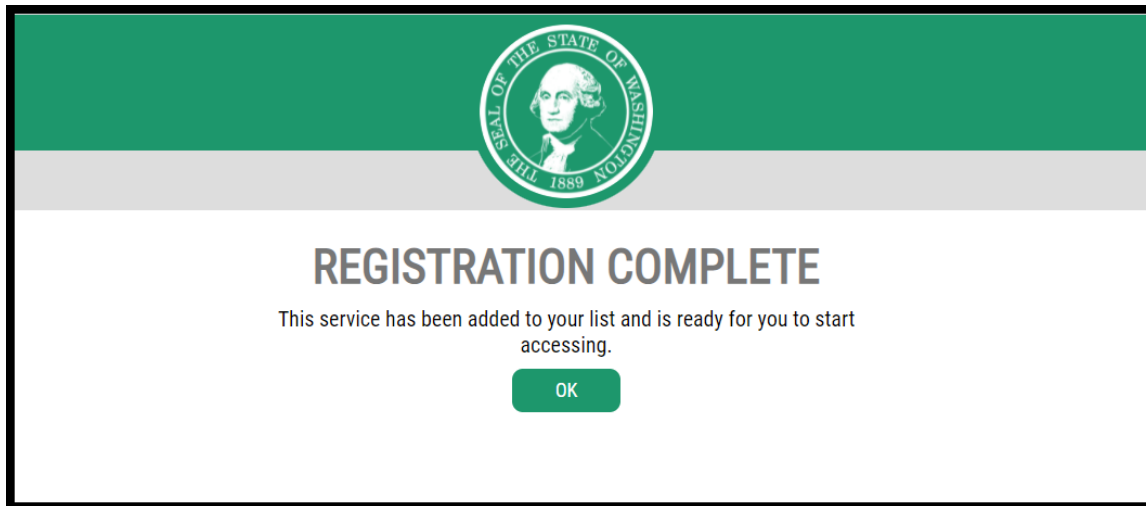 THE SEAL OF THE STATE OF WASHINGTON
1889
REGISTRATION COMPLETE
This service has been added to your list and is ready for you to start
accessing.
OK